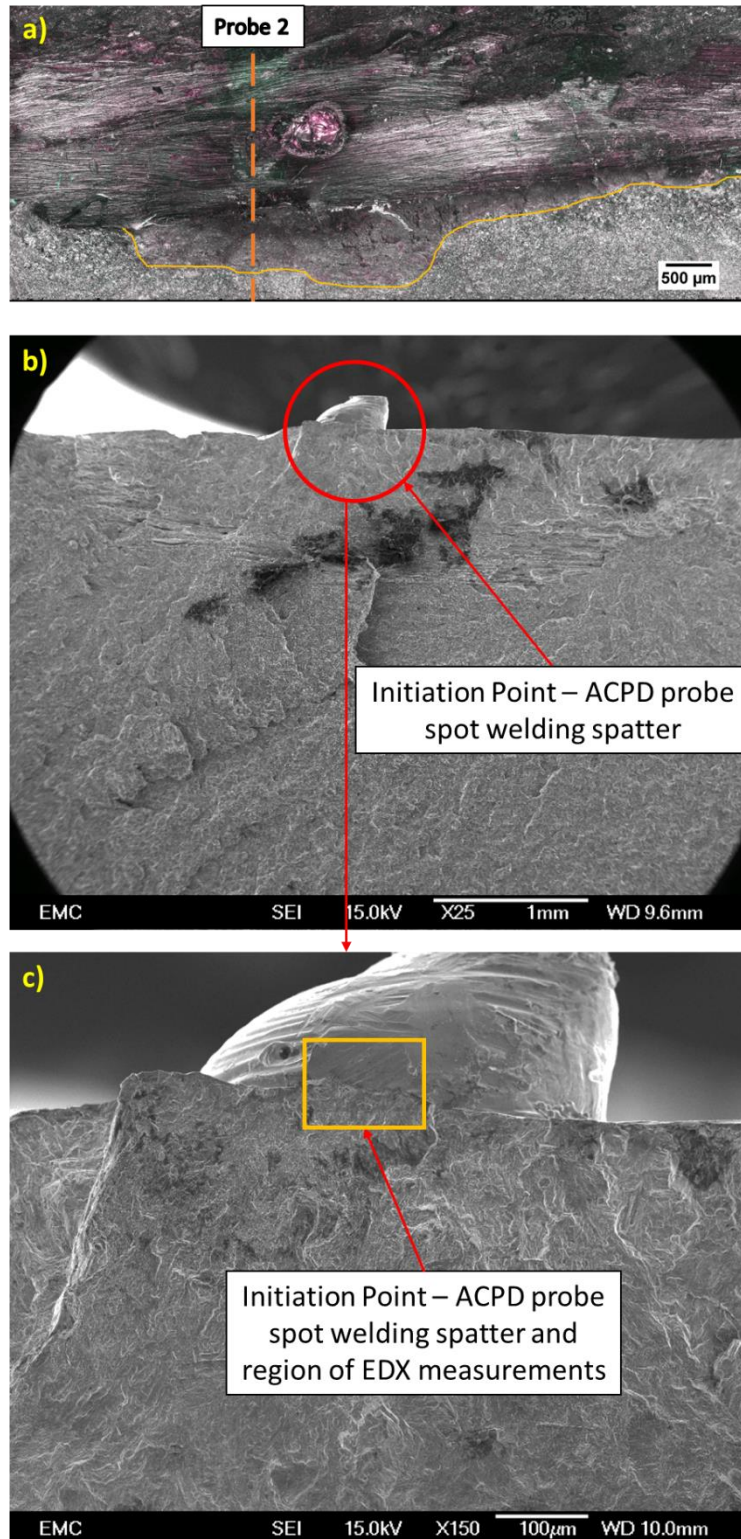 a)
Probe 2
500 µm
b)
Initiation Point – ACPD probe
spot welding spatter
EMC SEI 15.0kV X25 1mm WD 9.6mm
c)
Initiation Point – ACPD probe
spot welding spatter and
region of EDX measurements
EMC SEI 15.0kV X150 100µm WD 10.0mm